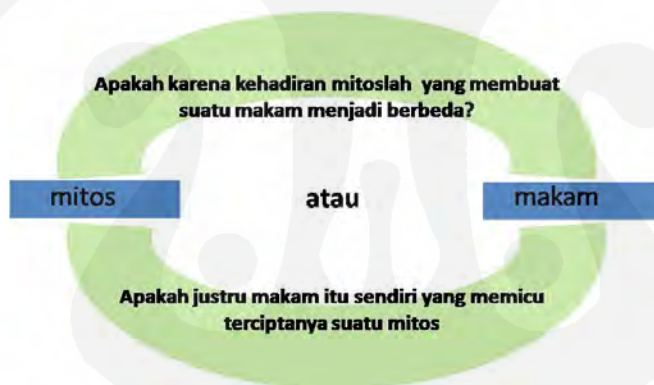 Apakah karena kehadiran mitoslah yang membuat
suatu makam menjadi berbeda?
mitos
atau
makam
Apakah justru makam itu sendiri yang memicu
terciptanya suatu mitos